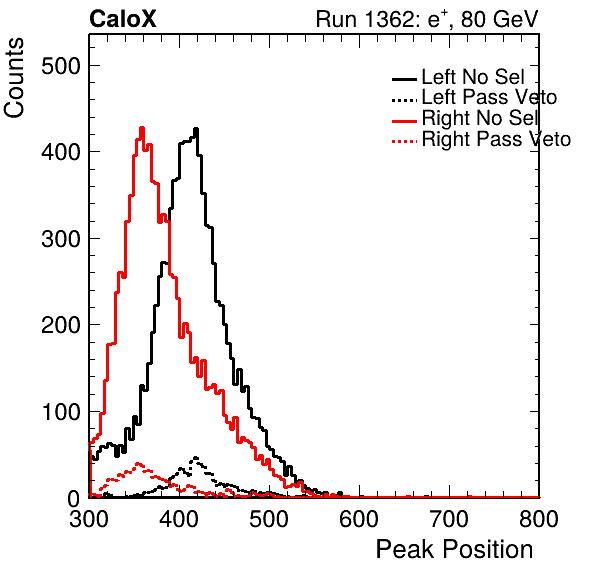 CaloX Run 1362: e⁺, 80 GeV
Counts
500
400
300
200
100
0
Left No Sel
Left Pass Veto
Right No Sel
Right Pass Veto
300 400 500 600 700 800
Peak Position